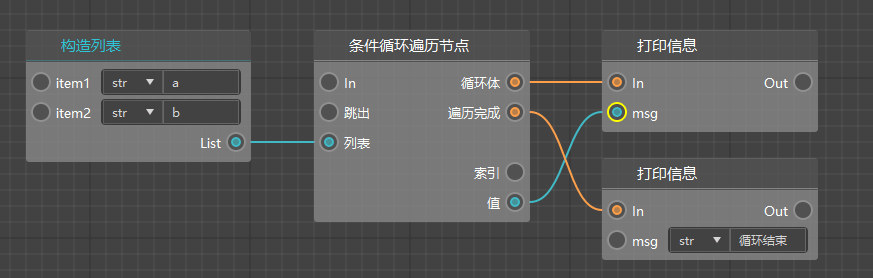 构造列表
item1 str a
item2 str b
List
条件循环遍历节点
In 循环体
跳出 遍历完成
列表
索引
值
打印信息
In Out
msg
打印信息
In Out
msg str 循环结束